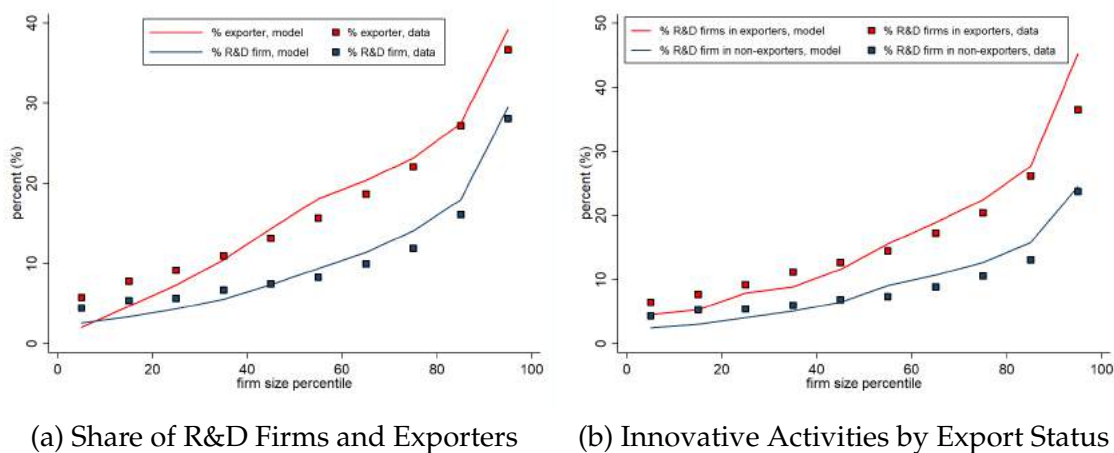 40
30
20
10
0
percent (%)
% exporter, model
% exporter, data
% R&D firm, model
% R&D firm, data
0 20 40 60 80 100
firm size percentile
50
40
30
20
10
0
percent (%)
% R&D firms in exporters, model
% R&D firms in exporters, data
% R&D firm in non-exporters, model
% R&D firm in non-exporters, data
0 20 40 60 80 100
firm size percentile
(a) Share of R&D Firms and Exporters
(b) Innovative Activities by Export Status